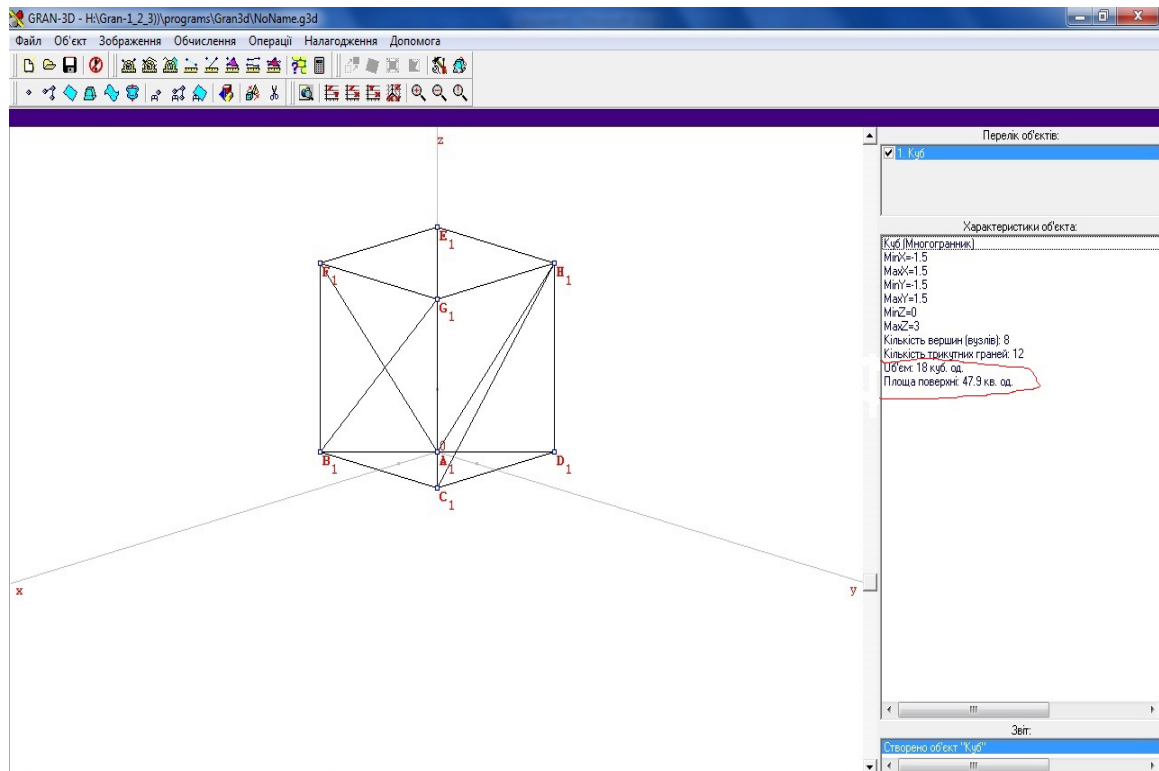 GRAN-3D - H:\Gran-1_2_3))\programs\Gran3d\NoName.g3d
Файл Об'єкт Зображення Обчислення Операції Налагодження Допомога
Перелік об'єктів:
1. Куб
Характеристики об'єкта:
Куб (Многогранник)
MinX=-1.5
MaxX=1.5
MinY=-1.5
MaxY=1.5
MinZ=0
MaxZ=3
Кількість вершин (вузлів): 8
Кількість трикутних граней: 12
Об'єм: 18 куб. од.
Площа поверхні: 47.9 кв. од.
z
E1
F1
H1
G1
0
B1
A1
D1
C1
x
y
Звіт:
Створено об'єкт "Куб"